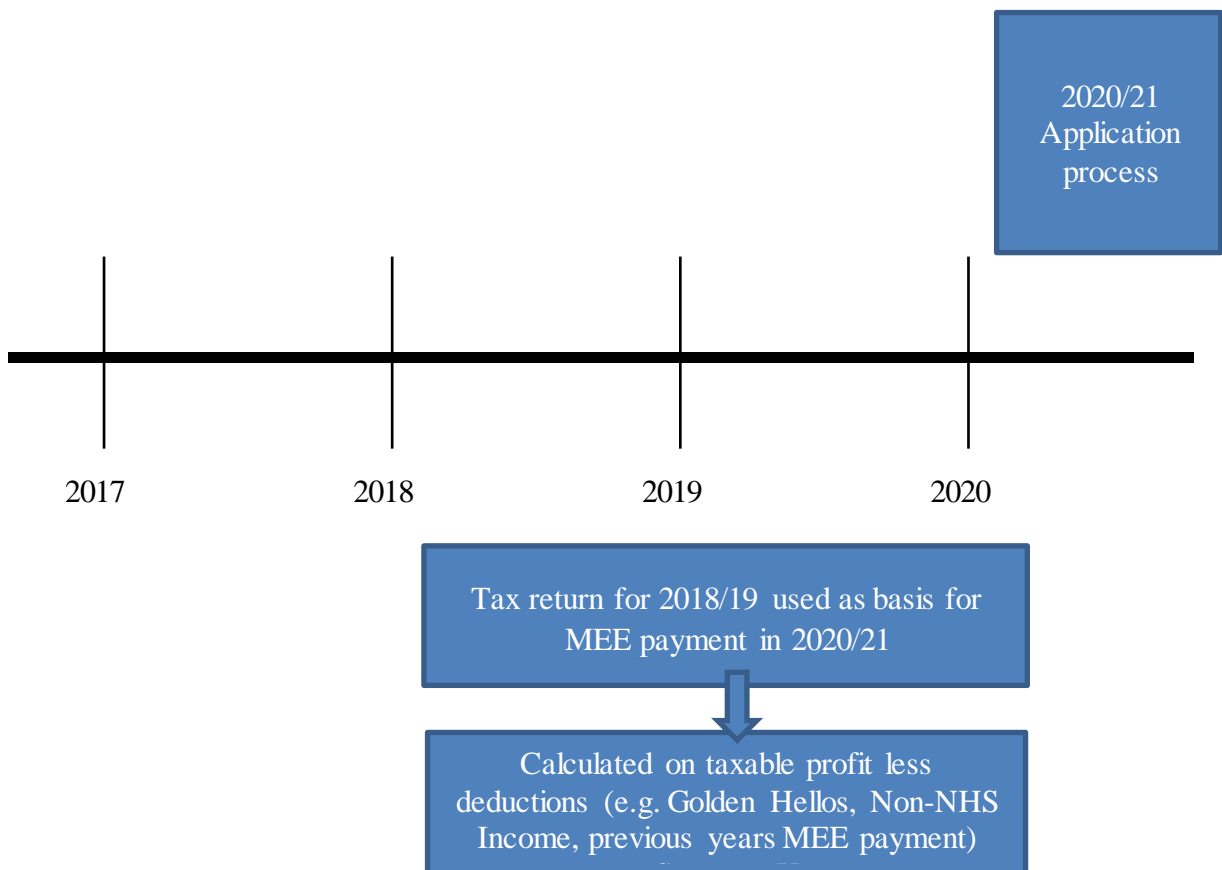 2020/21
Application
process
2017
2018
2019
2020
Tax return for 2018/19 used as basis for
MEE payment in 2020/21
Calculated on taxable profit less
deductions (e.g. Golden Hellos, Non-NHS
Income, previous years MEE payment)